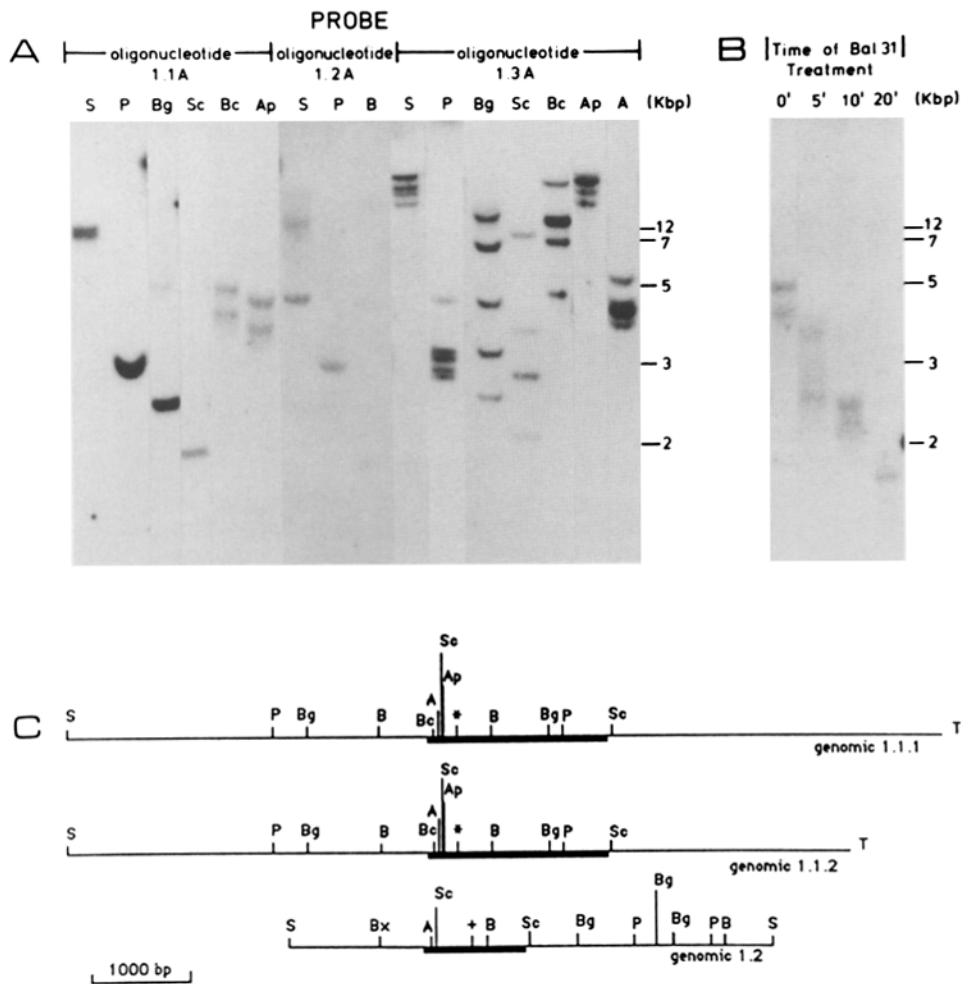 PROBE
A
oligonucleotide oligonucleotide oligonucleotide
1.1A 1.2A 1.3A
S P Bg Sc Bc Ap S P B S P Bg Sc Bc Ap A (Kbp)
12
7
5
3
2
B
Time of Bal 31
Treatment
0' 5' 10' 20' (Kbp)
12
7
5
3
2
C
Sc
Ap
A
S P Bg B Bc * B Bg P Sc T
genomic 1.1.1
Sc
Ap
A
S P Bg B Bc * B Bg P Sc T
genomic 1.1.2
Sc Bg
S Bx A + B Sc Bg P Bg P B S
genomic 1.2
1000 bp